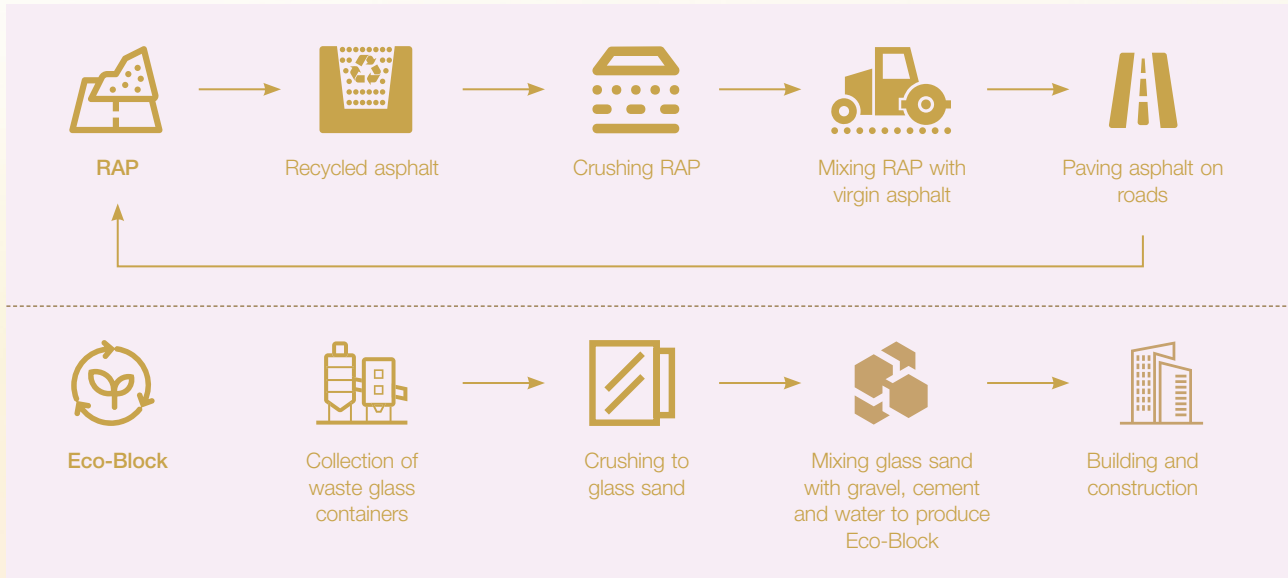 RAP
Recycled asphalt
Crushing RAP
Mixing RAP with
virgin asphalt
Paving asphalt on
roads
Eco-Block
Collection of
waste glass
containers
Crushing to
glass sand
Mixing glass sand
with gravel, cement
and water to produce
Eco-Block
Building and
construction